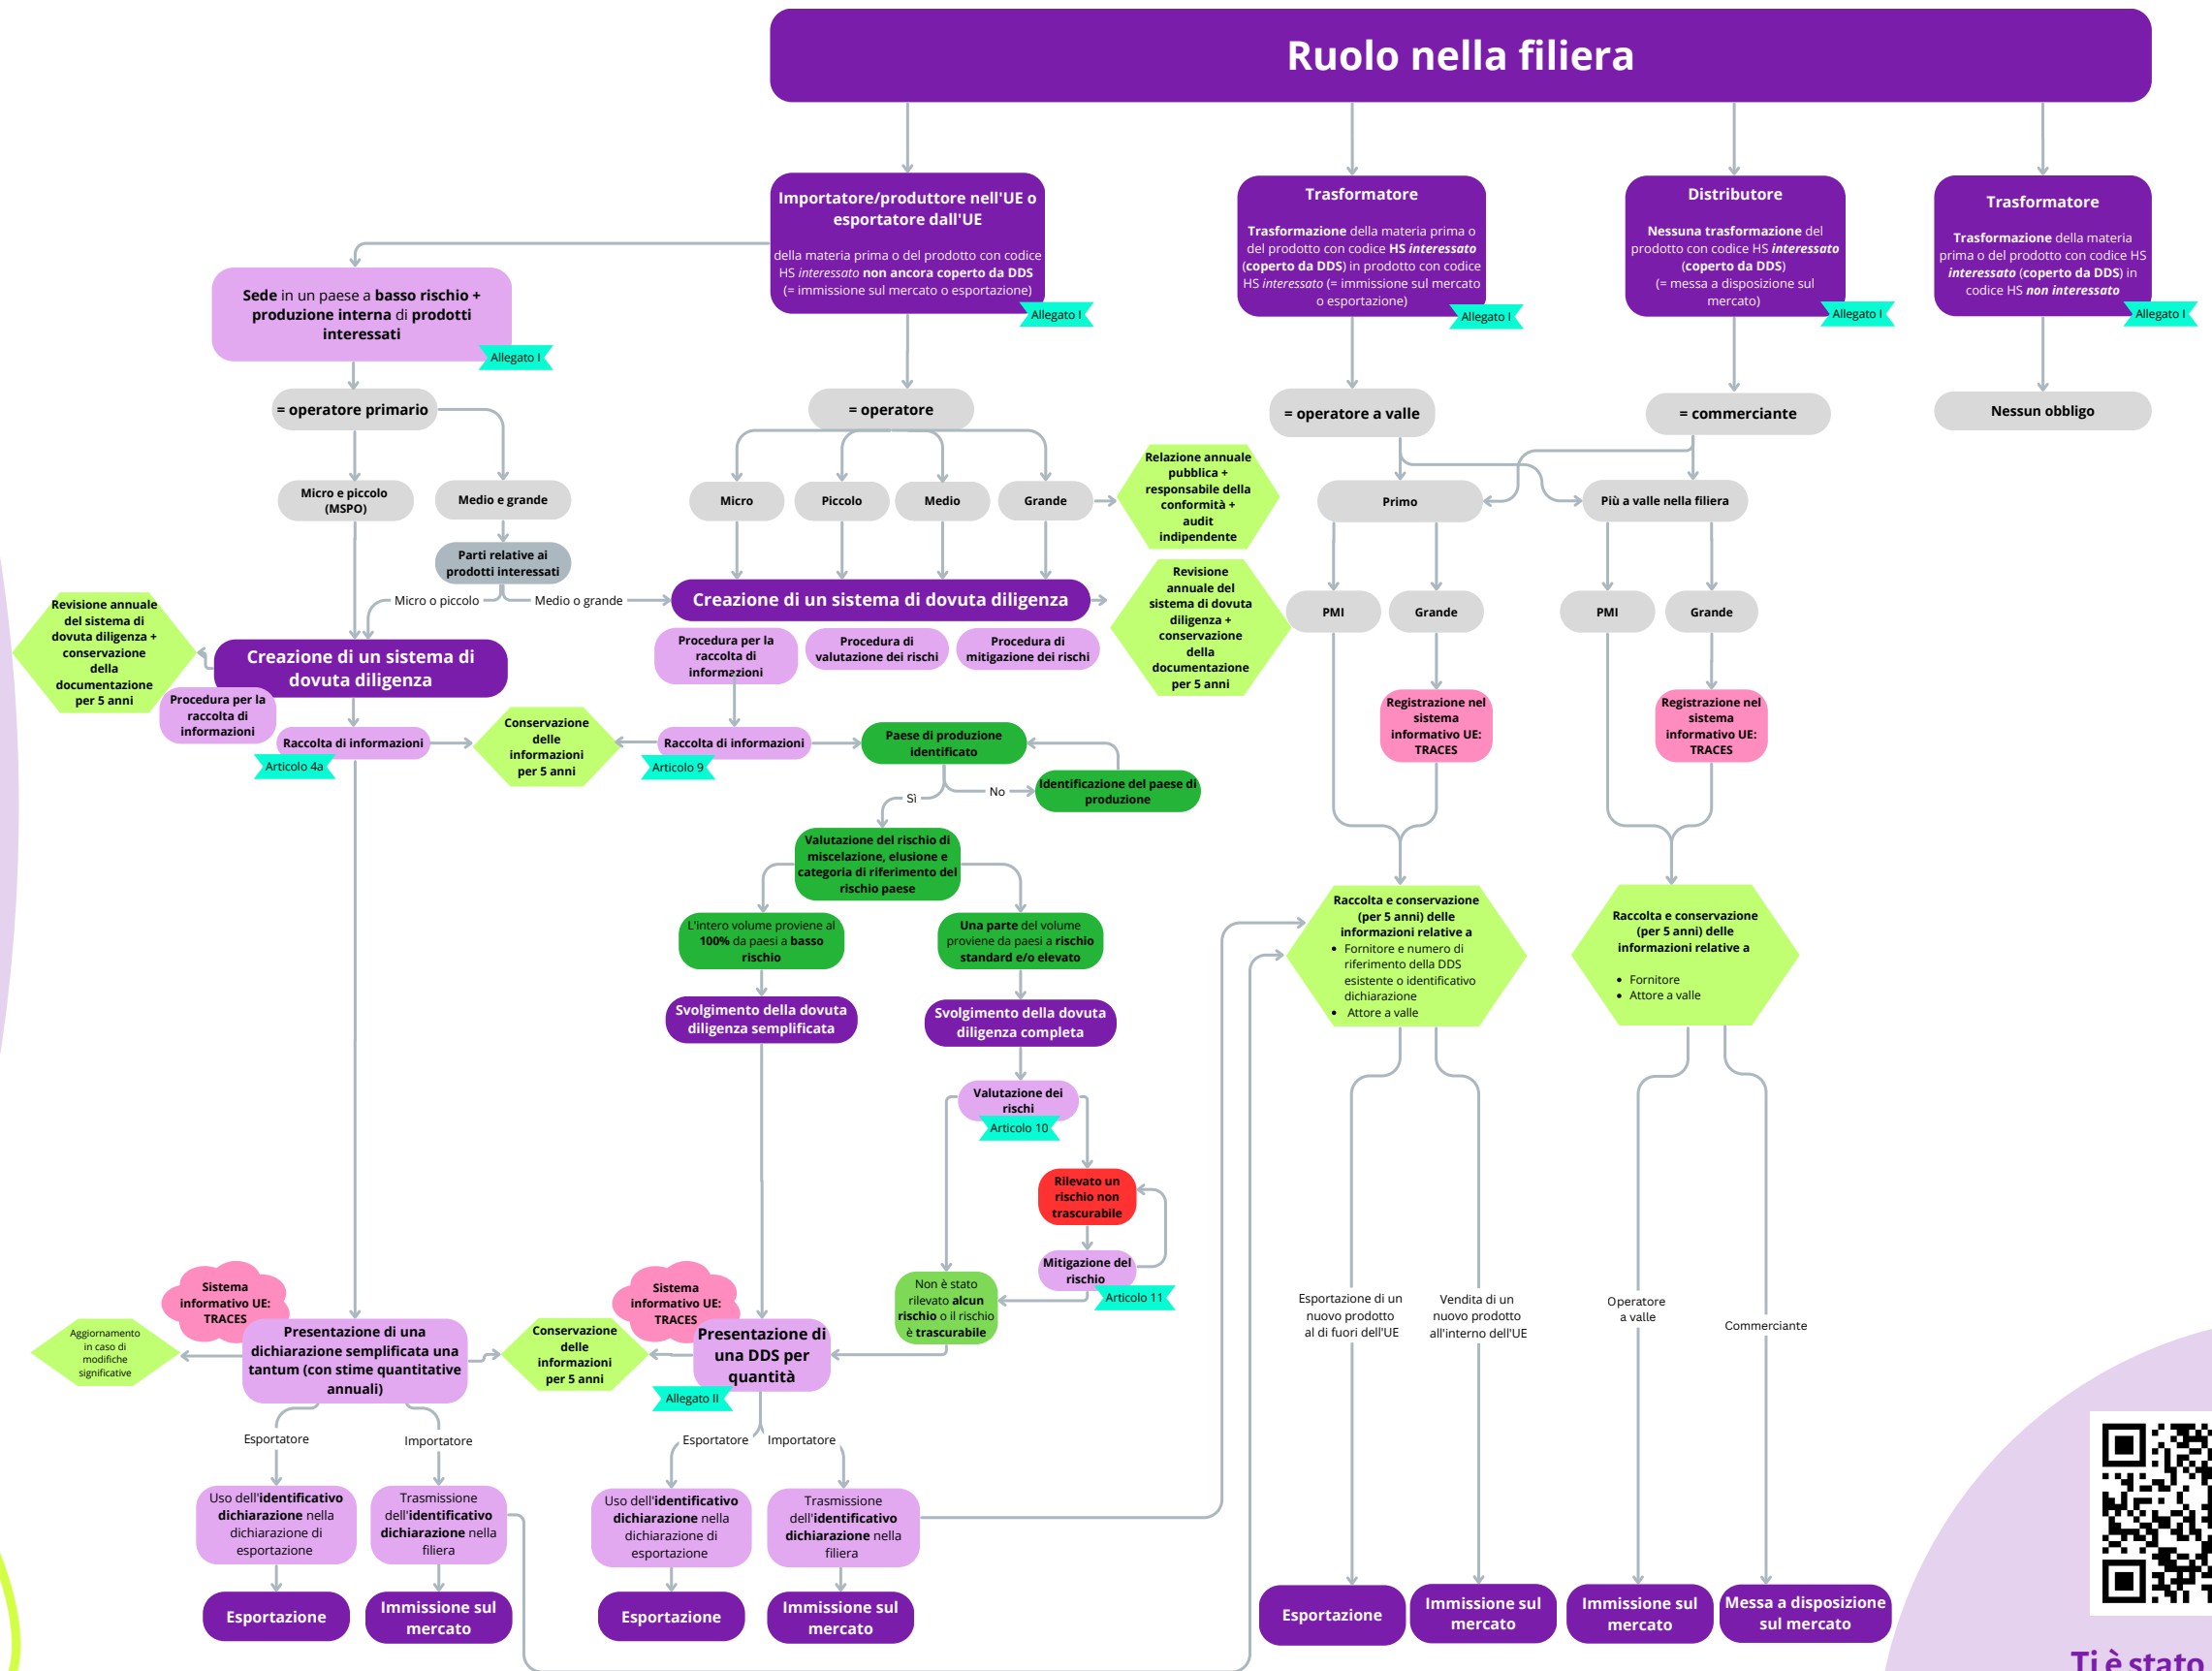 Ruolo nella filiera
Importatore/produttore nell'UE o
esportatore dall'UE
della materia prima o del prodotto con codice
HS interessato non ancora coperto da DDS
(= immissione sul mercato o esportazione)
Allegato I
Trasformatore
Trasformazione della materia prima o
del prodotto con codice HS interessato
(coperto da DDS) in prodotto con codice
HS interessato (= immissione sul mercato
o esportazione)
Allegato I
Distributore
Nessuna trasformazione del
prodotto con codice HS interessato
(coperto da DDS)
(= messa a disposizione sul
mercato)
Allegato I
Trasformatore
Trasformazione della materia
prima o del prodotto con codice HS
interessato (coperto da DDS) in
codice HS non interessato
Allegato I
Sede in un paese a basso rischio +
produzione interna di prodotti
interessati
Allegato I
= operatore primario
= operatore
= operatore a valle
= commerciante
Nessun obbligo
Micro e piccolo
(MSPO)
Medio e grande
Micro
Piccolo
Medio
Grande
Relazione annuale
pubblica +
responsabile della
conformità +
audit
indipendente
Primo
Più a valle nella filiera
Parti relative ai
prodotti interessati
Micro o piccolo
Medio o grande
Creazione di un sistema di dovuta diligenza
Revisione
annuale del
sistema di dovuta
diligenza +
conservazione
della
documentazione
per 5 anni
PMI
Grande
PMI
Grande
Revisione annuale
del sistema di
dovuta diligenza +
conservazione
della
documentazione
per 5 anni
Creazione di un sistema di
dovuta diligenza
Procedura per la
raccolta di
informazioni
Procedura per la
raccolta di
informazioni
Procedura di
valutazione dei rischi
Procedura di
mitigazione dei rischi
Registrazione nel
sistema
informativo UE:
TRACES
Registrazione nel
sistema
informativo UE:
TRACES
Raccolta di informazioni
Articolo 4a
Conservazione
delle
informazioni
per 5 anni
Raccolta di informazioni
Articolo 9
Paese di produzione
identificato
Sì
No
Identificazione del paese di
produzione
Valutazione del rischio di
miscelazione, elusione e
categoria di riferimento del
rischio paese
L'intero volume proviene al
100% da paesi a basso
rischio
Una parte del volume
proviene da paesi a rischio
standard e/o elevato
Svolgimento della dovuta
diligenza semplificata
Svolgimento della dovuta
diligenza completa
Raccolta e conservazione
(per 5 anni) delle
informazioni relative a
• Fornitore e numero di
riferimento della DDS
esistente o identificativo
dichiarazione
• Attore a valle
Raccolta e conservazione
(per 5 anni) delle
informazioni relative a
• Fornitore
• Attore a valle
Valutazione dei
rischi
Articolo 10
Rilevato un
rischio non
trascurabile
Mitigazione del
rischio
Articolo 11
Non è stato
rilevato alcun
rischio o il rischio
è trascurabile
Esportazione di un
nuovo prodotto
al di fuori dell'UE
Vendita di un
nuovo prodotto
all'interno dell'UE
Operatore
a valle
Commerciante
Sistema
informativo UE:
TRACES
Aggiornamento
in caso di
modifiche
significative
Presentazione di una
dichiarazione semplificata una
tantum (con stime quantitative
annuali)
Conservazione
delle
informazioni
per 5 anni
Sistema
informativo UE:
TRACES
Presentazione di
una DDS per
quantità
Allegato II
Esportatore
Importatore
Esportatore
Importatore
Uso dell'identificativo
dichiarazione nella
dichiarazione di
esportazione
Trasmissione
dell'identificativo
dichiarazione nella
filiera
Uso dell'identificativo
dichiarazione nella
dichiarazione di
esportazione
Trasmissione
dell'identificativo
dichiarazione nella
filiera
Esportazione
Immissione sul
mercato
Esportazione
Immissione sul
mercato
Esportazione
Immissione sul
mercato
Immissione sul
mercato
Messa a disposizione
sul mercato
Ti è stato